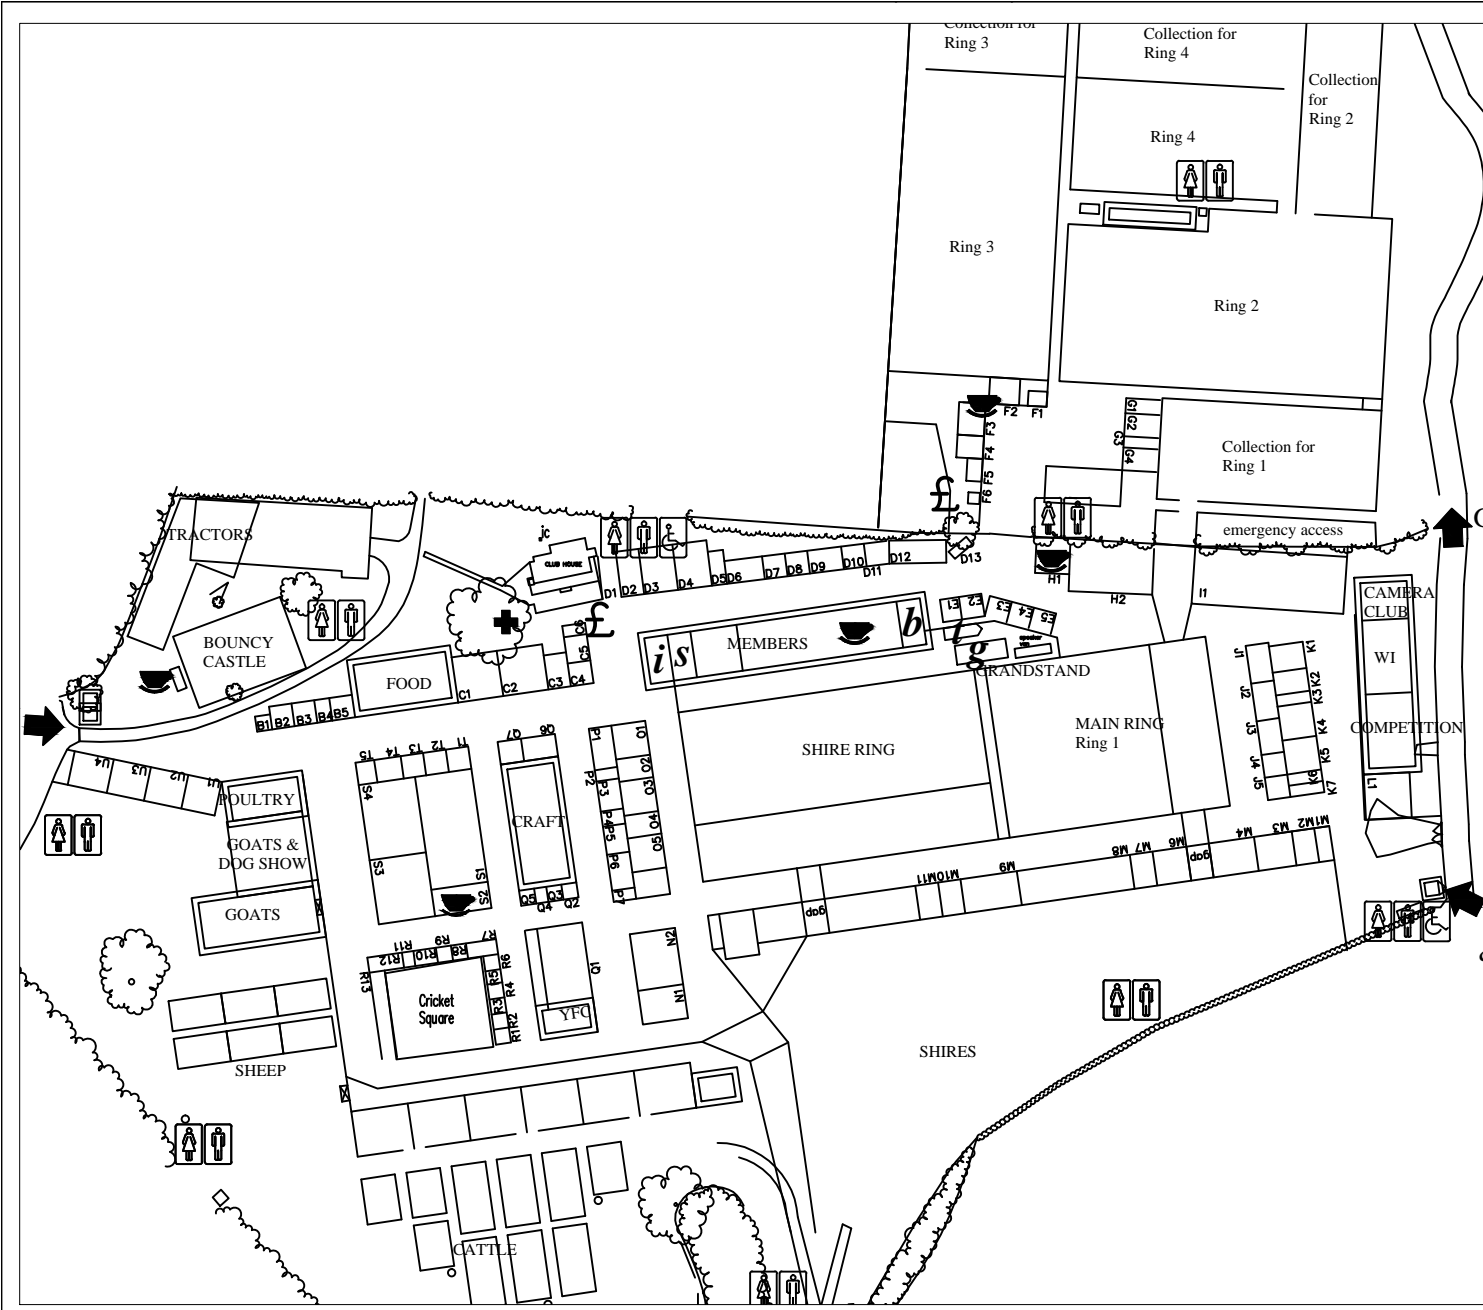 Collection for
Ring 3
Collection for
Ring 4
Collection
for
Ring 2
Ring 4
Ring 3
Ring 2
F2
F1
F3
F4
F5
F6
G1
G2
G3
G4
Collection for
Ring 1
£
emergency access
TRACTORS
jc
CLUB HOUSE
D1
D2
D3
D4
D5
D6
D7
D8
D9
D10
D11
D12
D13
H1
H2
I1
CAMERA
CLUB
WI
COMPETITION
L1
BOUNCY
CASTLE
FOOD
B1
B2
B3
B4
B5
C1
C2
C3
C4
C5
C6
£
i
s
MEMBERS
b
t
g
E1
E2
E3
E4
E5
speaker
van
GRANDSTAND
SHIRE RING
MAIN RING
Ring 1
J1
J2
J3
J4
J5
K1
K2
K3
K4
K5
K6
K7
U4
U3
U2
U1
POULTRY
GOATS &
DOG SHOW
GOATS
T5
T4
T3
T2
T1
S4
S3
S1
S2
Q7
Q6
CRAFT
Q5
Q4
Q3
Q2
P1
P2
P3
P4
P5
P6
P7
O1
O2
O3
O4
O5
M1
M2
M3
M4
gap
M6
M7
M8
M9
M10
M11
gap
R13
R12
R11
R10
R9
R8
R7
R6
R5
R4
R3
R2
R1
Cricket
Square
Q1
YFC
N2
N1
SHIRES
SHEEP
CATTLE